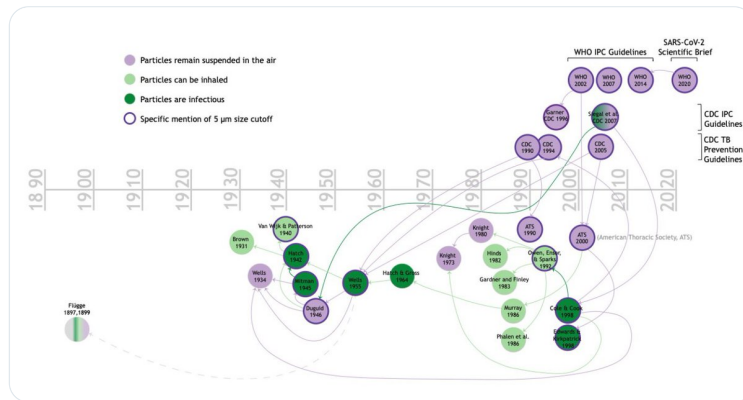 Particles remain suspended in the air
Particles can be inhaled
Particles are infectious
Specific mention of 5 µm size cutoff
WHO IPC Guidelines
SARS-CoV-2
Scientific Brief
WHO
2002
WHO
2007
WHO
2014
WHO
2020
Garner
CDC 1996
Siegel et al.
CDC 2007
CDC IPC
Guidelines
CDC
1990
CDC
1994
CDC
2005
CDC TB
Prevention
Guidelines
1890
1900
1910
1920
1930
1940
1950
1960
1970
1980
1990
2000
2010
2020
Van Wijk & Patterson
1940
Brown
1931
Hatch
1942
Wells
1934
Duguid
1946
Wells
1955
Hatch & Gross
1964
Knight
1973
Knight
1980
Hinds
1982
Gardner and Finley
1983
Murray
1986
Phalen et al.
1986
ATS
1990
Owen, Ensor,
& Sparks
1992
ATS
2000
(American Thoracic Society, ATS)
Cole & Cook
1998
Edwards &
Kirkpatrick
1998
Flügge
1897,1899